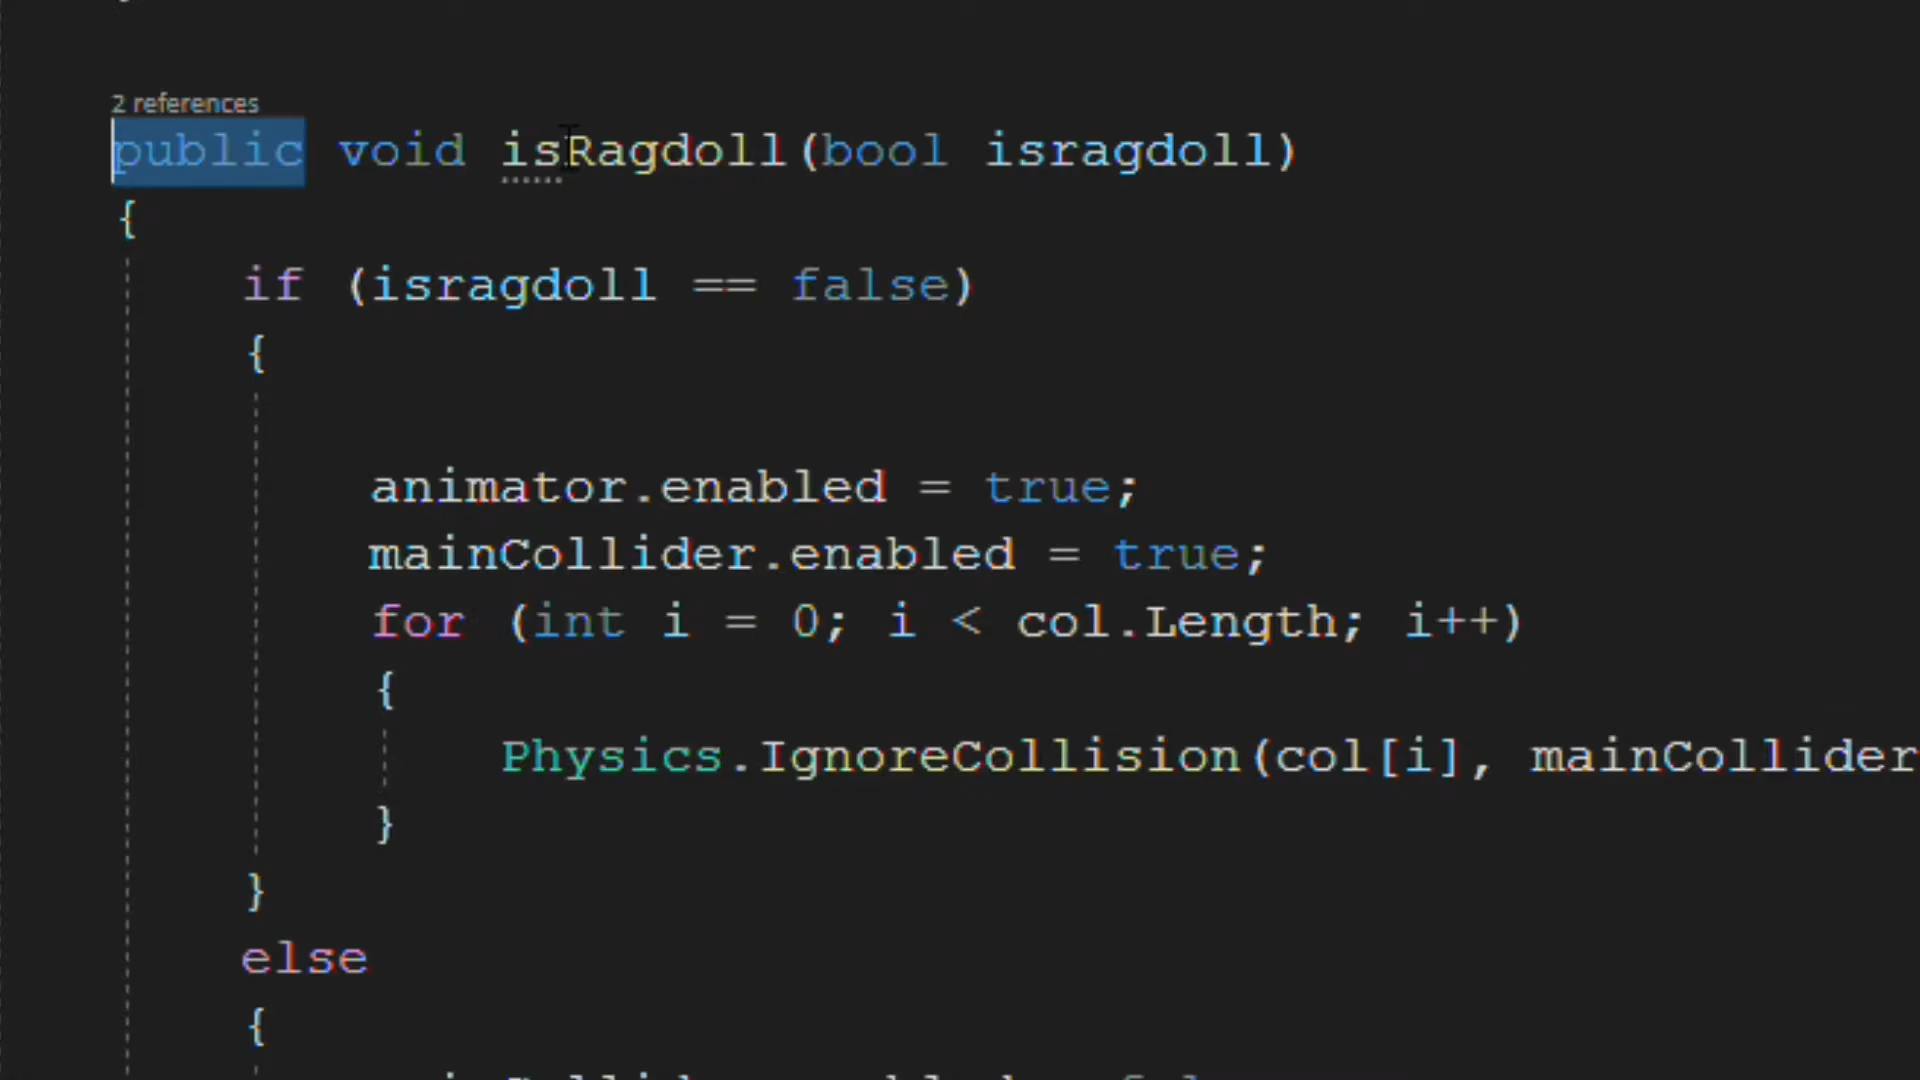 2 references
public void isRagdoll(bool isragdoll)
{
if (isragdoll == false)
{
animator.enabled = true;
mainCollider.enabled = true;
for (int i = 0; i < col.Length; i++)
{
Physics.IgnoreCollision(col[i], mainCollider
}
}
else
{